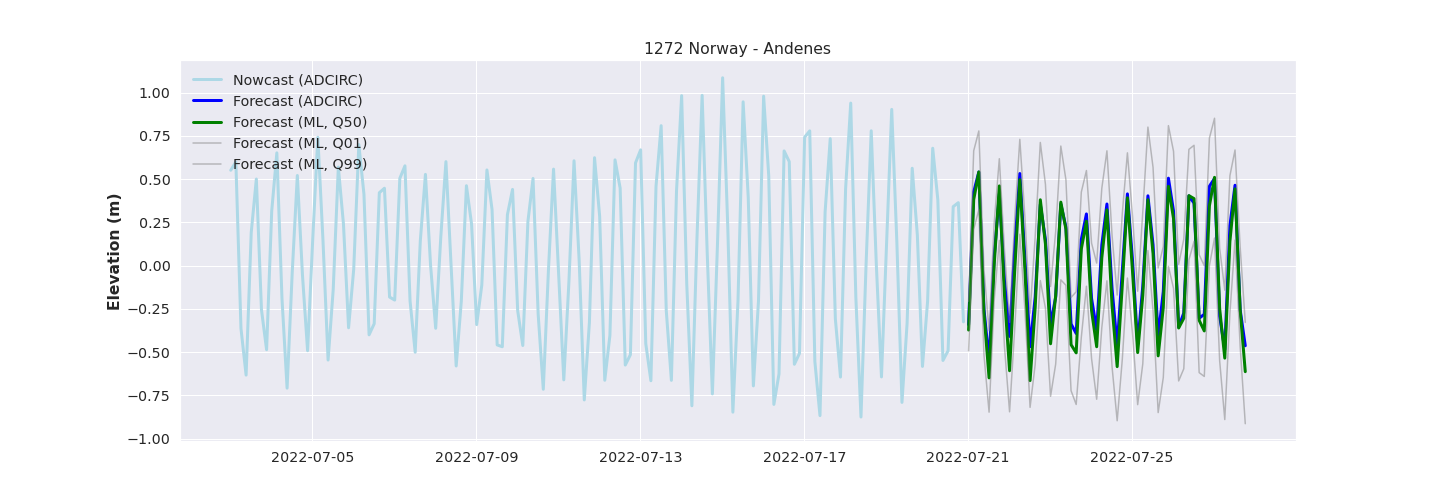 1272 Norway - Andenes
Nowcast (ADCIRC)
Forecast (ADCIRC)
Forecast (ML, Q50)
Forecast (ML, Q01)
Forecast (ML, Q99)
Elevation (m)
1.00
0.75
0.50
0.25
0.00
−0.25
−0.50
−0.75
−1.00
2022-07-05
2022-07-09
2022-07-13
2022-07-17
2022-07-21
2022-07-25